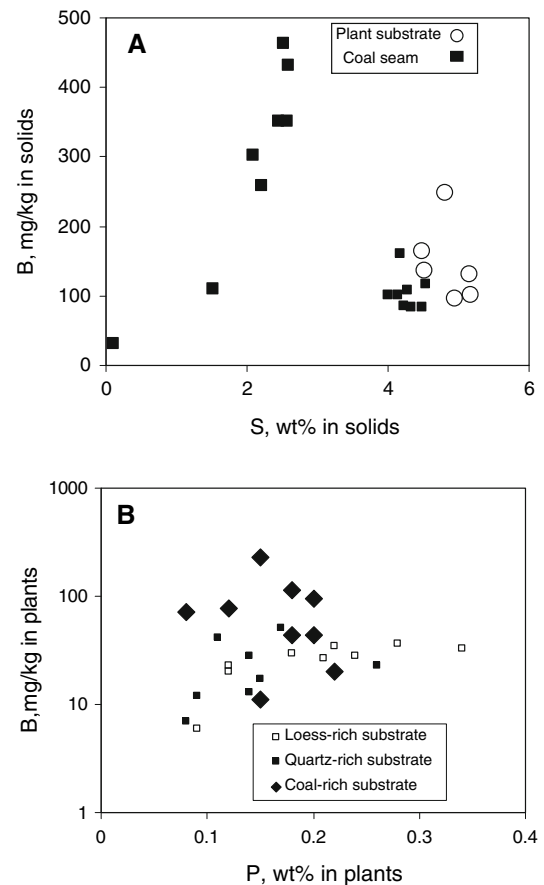 500
A
Plant substrate
Coal seam
400
300
200
100
0
B, mg/kg in solids
0 2 4 6
S, wt% in solids
1000
B
100
10
1
B,mg/kg in plants
Loess-rich substrate
Quartz-rich substrate
Coal-rich substrate
0 0.1 0.2 0.3 0.4
P, wt% in plants